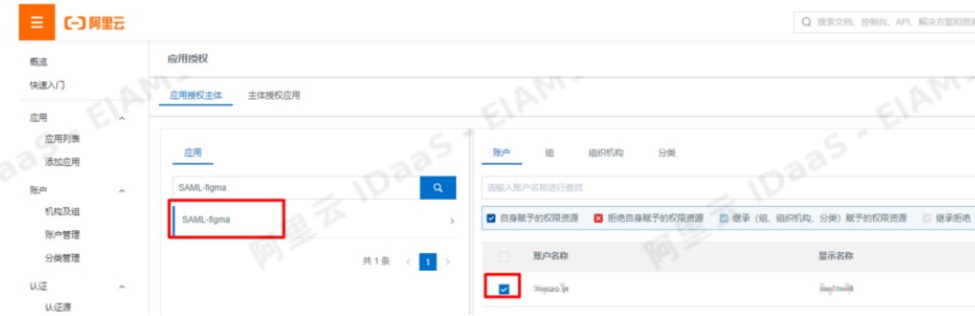 阿里云
搜索文档、控制台、API、解决方案和资源
概览
快速入门
应用
应用列表
添加应用
账户
机构及组
账户管理
分类管理
认证
认证源
应用授权
应用授权主体 主体授权应用
应用
SAML-figma
SAML-figma
共 1 条 1
账户 组 组织机构 分类
请输入账户名称进行查找
自身赋予的权限资源 拒绝自身赋予的权限资源 继承（组、组织机构、分类）赋予的权限资源 继承拒绝
账户名称 显示名称
阿里云 IDaaS - EIAM